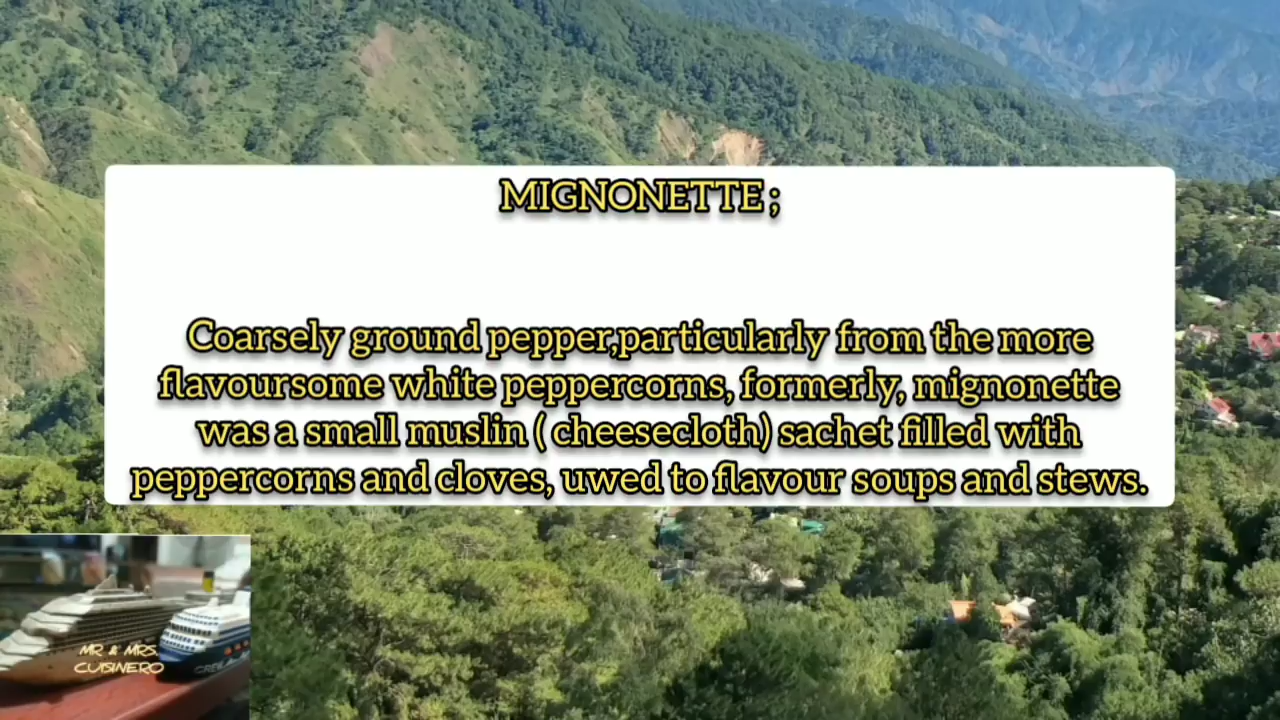 MIGNONETTE ;
Coarsely ground pepper,particularly from the more
flavoursome white peppercorns, formerly, mignonette
was a small muslin ( cheesecloth) sachet filled with
peppercorns and cloves, uwed to flavour soups and stews.
MR & MRS.
CUISINERO